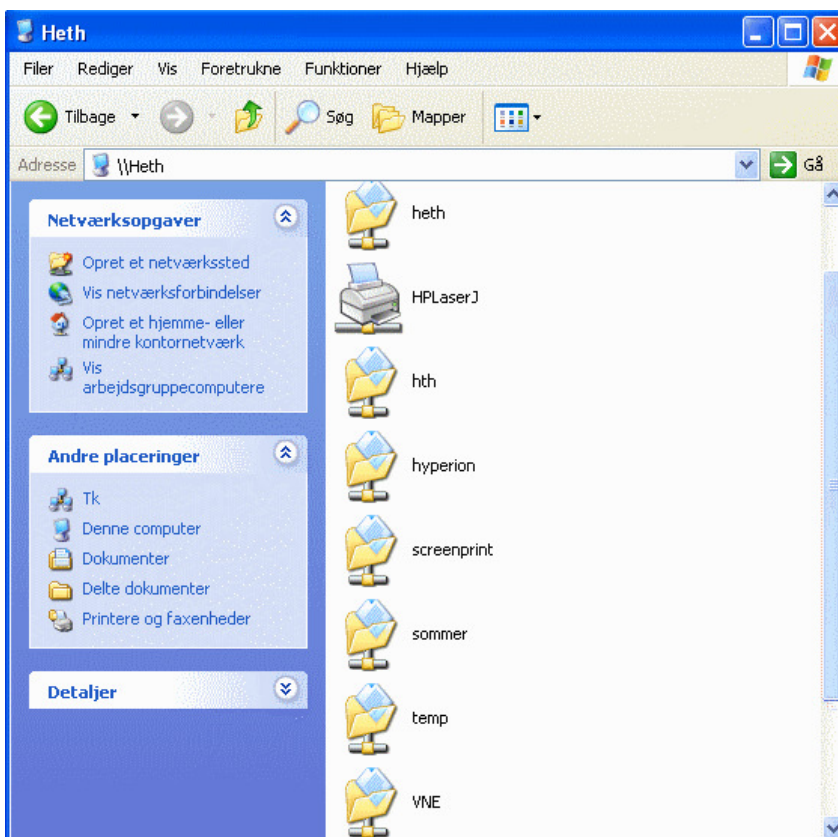 Heth
Filer Rediger Vis Foretrukne Funktioner Hjælp
Tilbage Søg Mapper
Adresse \\Heth Gå
Netværksopgaver
Opret et netværkssted
Vis netværksforbindelser
Opret et hjemme- eller
mindre kontornetværk
Vis
arbejdsgruppecomputere
Andre placeringer
Tk
Denne computer
Dokumenter
Delte dokumenter
Printere og faxenheder
Detaljer
heth
HPLaserJ
hth
hyperion
screenprint
sommer
temp
VNE